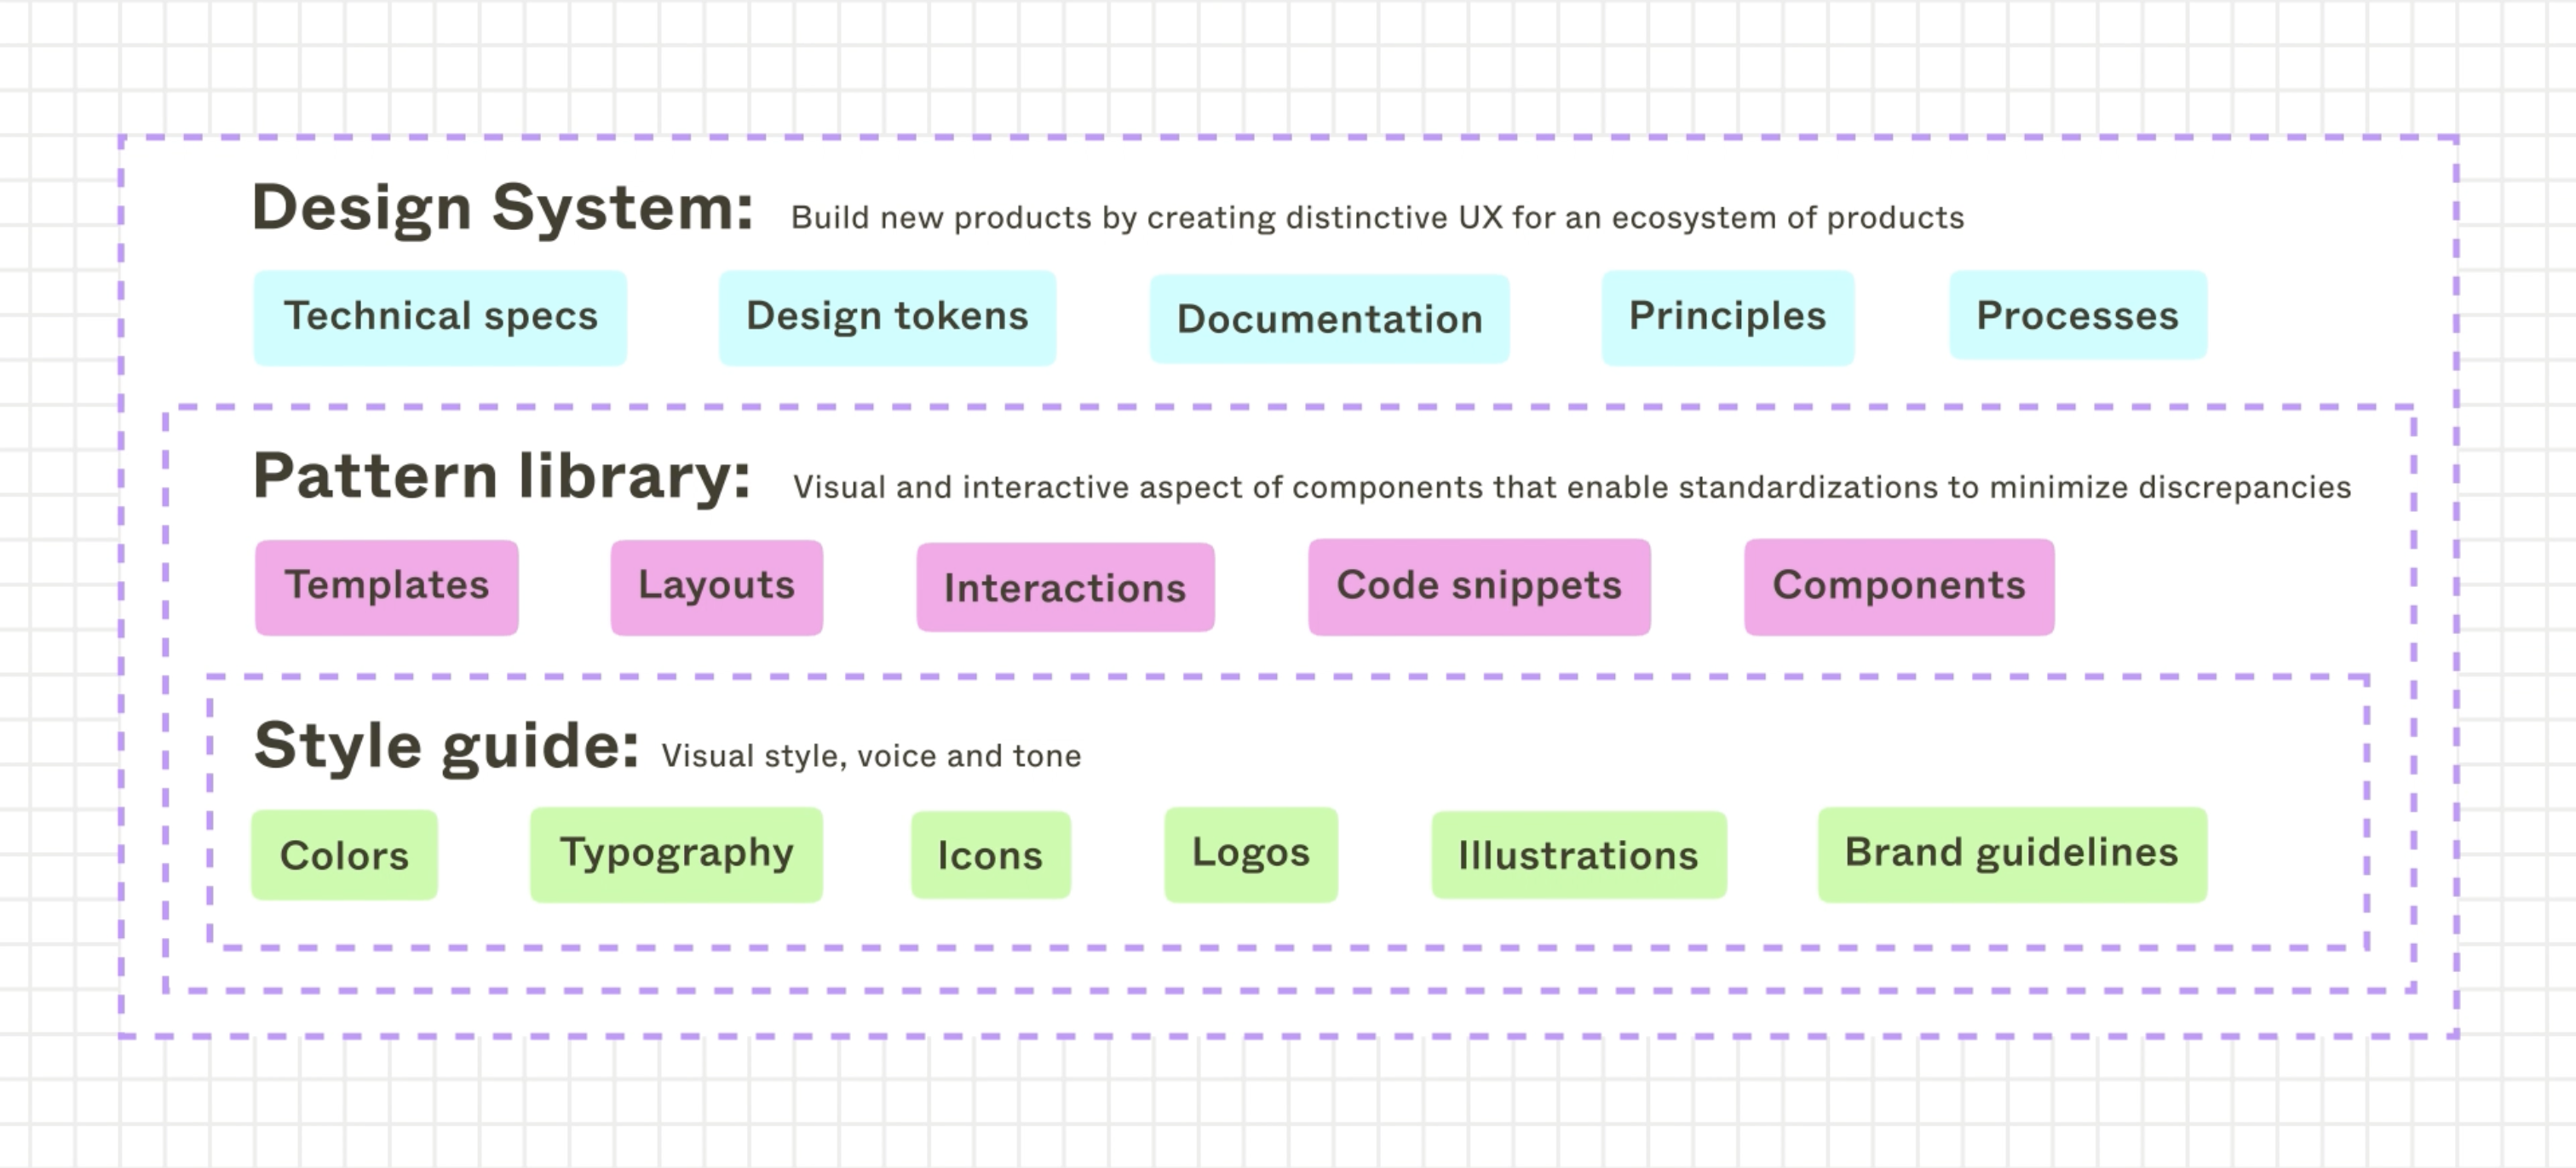 Design System: Build new products by creating distinctive UX for an ecosystem of products
Technical specs Design tokens Documentation Principles Processes
Pattern library: Visual and interactive aspect of components that enable standardizations to minimize discrepancies
Templates Layouts Interactions Code snippets Components
Style guide: Visual style, voice and tone
Colors Typography Icons Logos Illustrations Brand guidelines